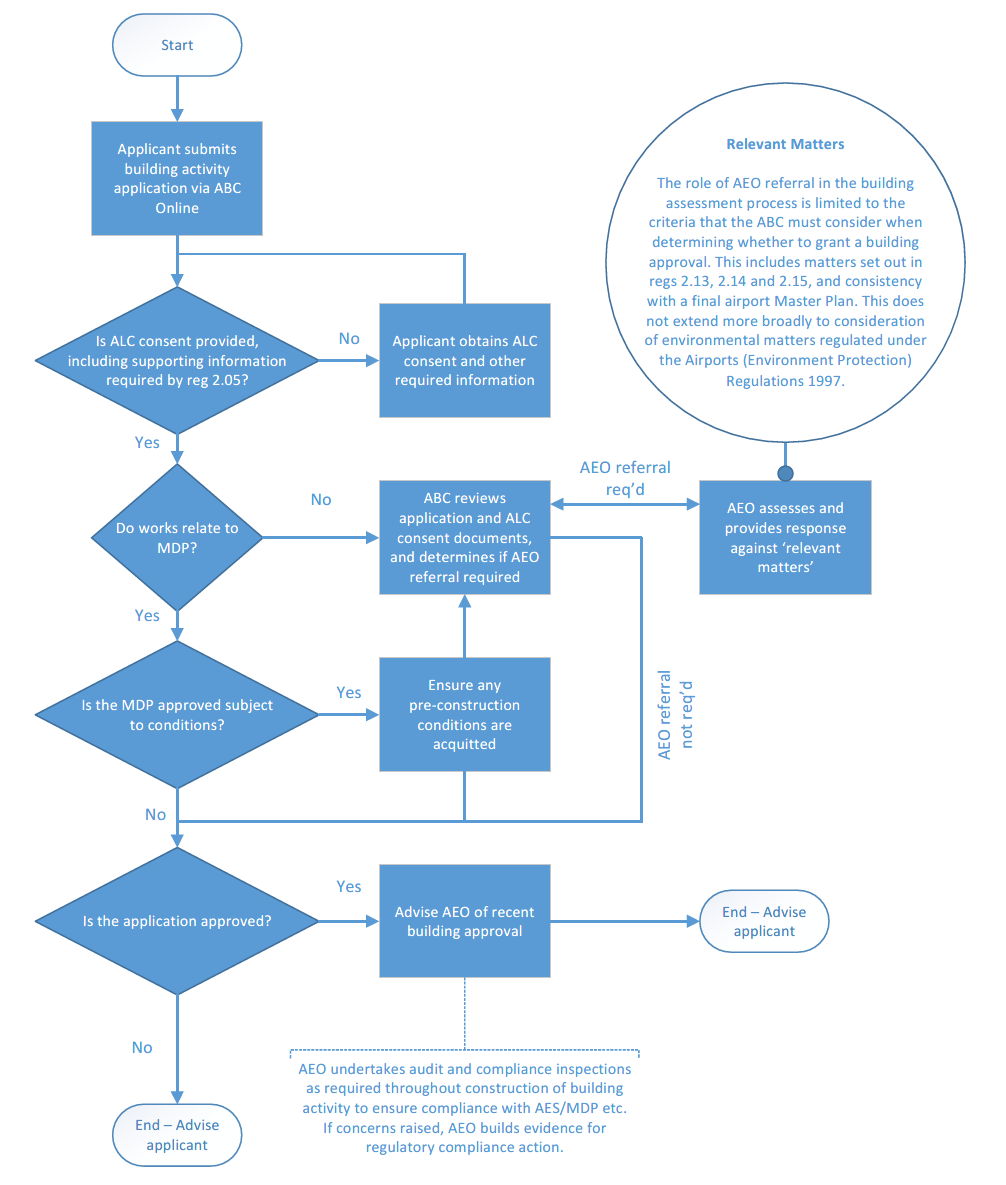 Start
Applicant submits
building activity
application via ABC
Online
Relevant Matters
The role of AEO referral in the building
assessment process is limited to the
criteria that the ABC must consider when
determining whether to grant a building
approval. This includes matters set out in
regs 2.13, 2.14 and 2.15, and consistency
with a final airport Master Plan. This does
not extend more broadly to consideration
of environmental matters regulated under
the Airports (Environment Protection)
Regulations 1997.
Is ALC consent provided,
including supporting information
required by reg 2.05?
No
Applicant obtains ALC
consent and other
required information
Yes
Do works relate to
MDP?
No
ABC reviews
application and ALC
consent documents,
and determines if AEO
referral required
AEO referral
req’d
AEO assesses and
provides response
against ‘relevant
matters’
Yes
Is the MDP approved subject
to conditions?
Yes
Ensure any
pre-construction
conditions are
acquitted
AEO referral
not req’d
No
Is the application approved?
Yes
Advise AEO of recent
building approval
End – Advise
applicant
No
AEO undertakes audit and compliance inspections
as required throughout construction of building
activity to ensure compliance with AES/MDP etc.
If concerns raised, AEO builds evidence for
regulatory compliance action.
End – Advise
applicant